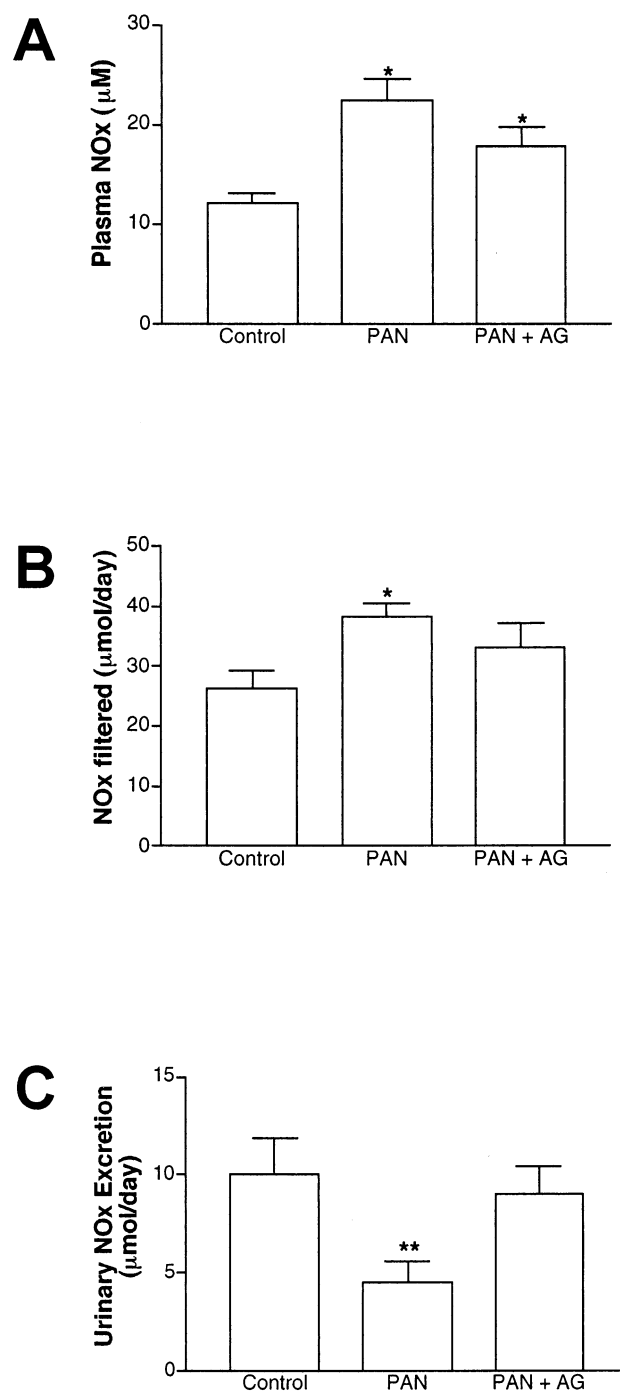 A
Plasma NOx (μM)
30
20
10
0
*
*
Control PAN PAN + AG
B
NOx filtered (μmol/day)
50
40
30
20
10
0
*
Control PAN PAN + AG
C
Urinary NOx Excretion
(μmol/day)
15
10
5
0
**
Control PAN PAN + AG